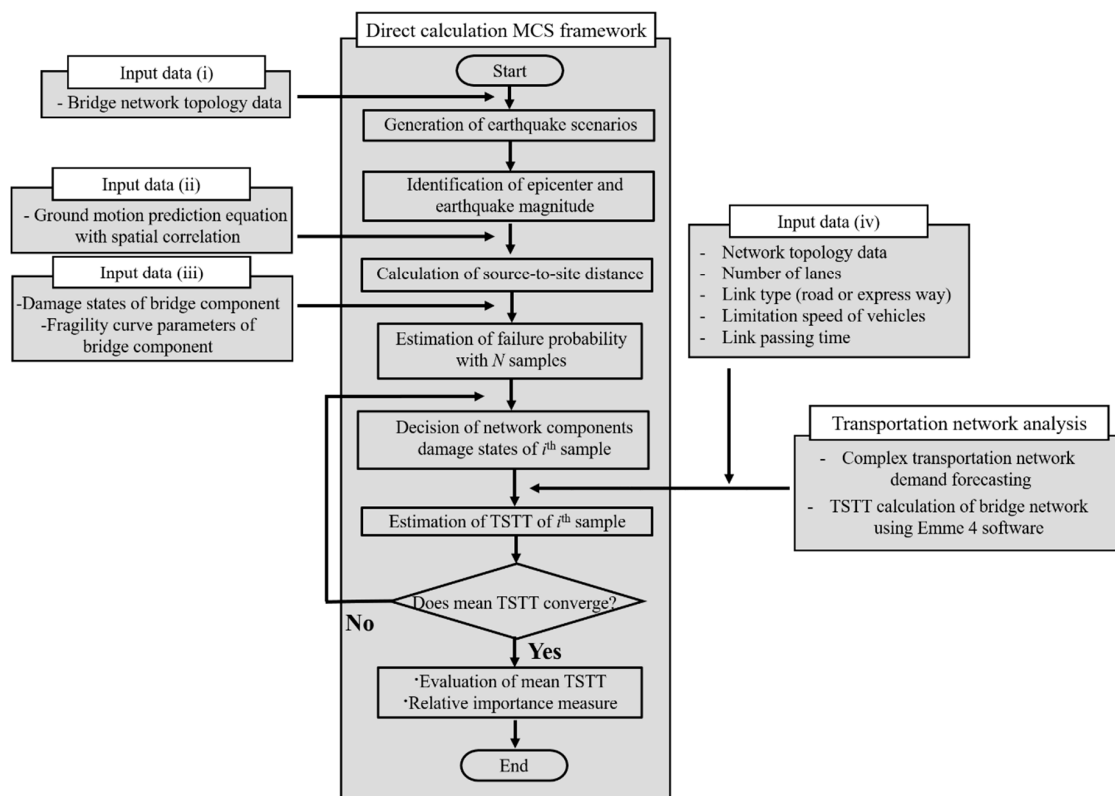 Direct calculation MCS framework
Start
Input data (i)
- Bridge network topology data
Generation of earthquake scenarios
Identification of epicenter and
earthquake magnitude
Input data (ii)
- Ground motion prediction equation
with spatial correlation
Calculation of source-to-site distance
Input data (iii)
-Damage states of bridge component
-Fragility curve parameters of
bridge component
Estimation of failure probability
with N samples
Decision of network components
damage states of ith sample
Input data (iv)
- Network topology data
- Number of lanes
- Link type (road or express way)
- Limitation speed of vehicles
- Link passing time
Transportation network analysis
- Complex transportation network
demand forecasting
- TSTT calculation of bridge network
using Emme 4 software
Estimation of TSTT of ith sample
Does mean TSTT converge?
No
Yes
·Evaluation of mean TSTT
·Relative importance measure
End